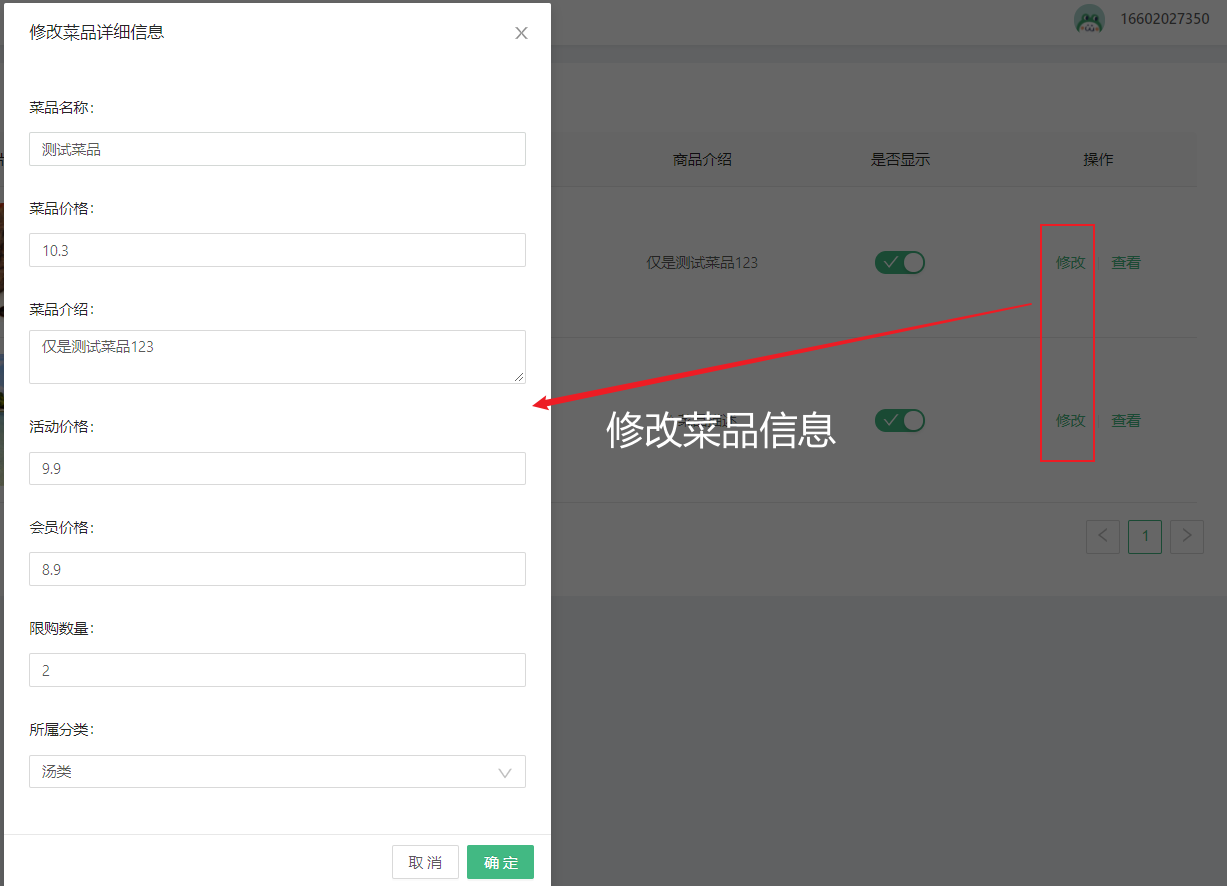 修改菜品详细信息
16602027350
菜品名称:
测试菜品
商品介绍 是否显示 操作
菜品价格:
10.3
仅是测试菜品123 修改 查看
菜品介绍:
仅是测试菜品123
活动价格:
9.9
修改菜品信息
修改 查看
会员价格:
8.9
1
限购数量:
2
所属分类:
汤类
取 消 确 定